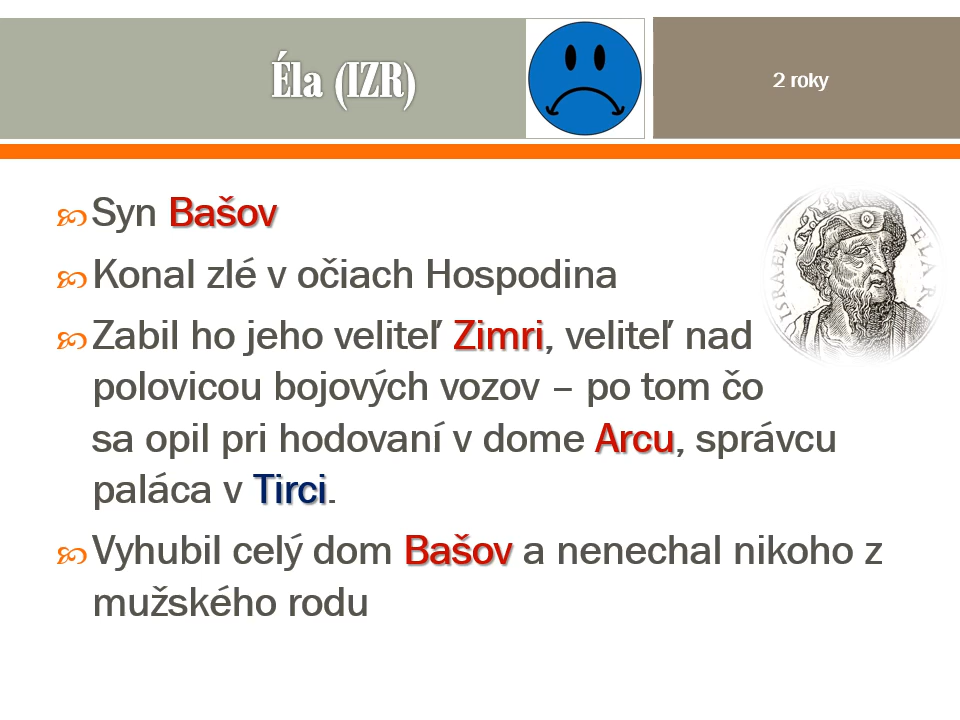 Éla (IZR)
2 roky
Syn Bašov
Konal zlé v očiach Hospodina
Zabil ho jeho veliteľ Zimri, veliteľ nad
polovicou bojových vozov – po tom čo
sa opil pri hodovaní v dome Arcu, správcu
paláca v Tirci.
Vyhubil celý dom Bašov a nenechal nikoho z
mužského rodu
ISRAEL. ELA R.